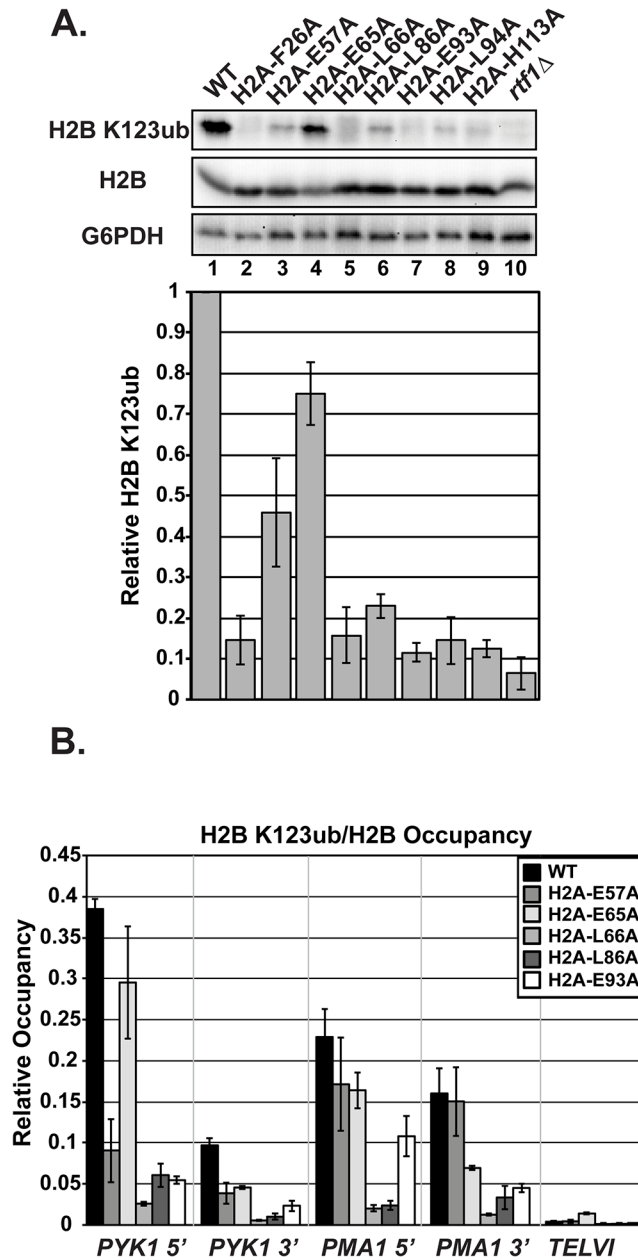 A.
WT
H2A-F26A
H2A-E57A
H2A-E65A
H2A-L66A
H2A-L86A
H2A-E93A
H2A-L94A
H2A-H113A
rtf1Δ
H2B K123ub
H2B
G6PDH
1 2 3 4 5 6 7 8 9 10
Relative H2B K123ub
1
0.9
0.8
0.7
0.6
0.5
0.4
0.3
0.2
0.1
0
B.
H2B K123ub/H2B Occupancy
Relative Occupancy
0.45
0.4
0.35
0.3
0.25
0.2
0.15
0.1
0.05
0
WT
H2A-E57A
H2A-E65A
H2A-L66A
H2A-L86A
H2A-E93A
PYK1 5’ PYK1 3’ PMA1 5’ PMA1 3’ TELVI